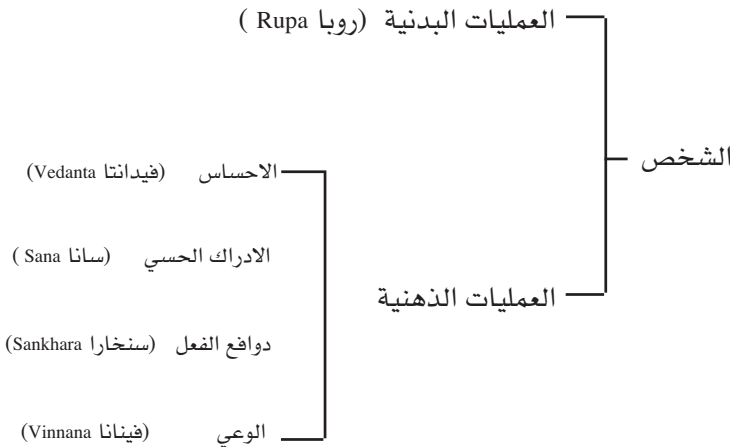 العمليات البدنية (روبا Rupa )
الشخص
الاحساس (فيدانتا Vedanta)
الادراك الحسي (سانا Sana )
العمليات الذهنية
دوافع الفعل (سنخارا Sankhara)
الوعي (فينانا Vinnana)